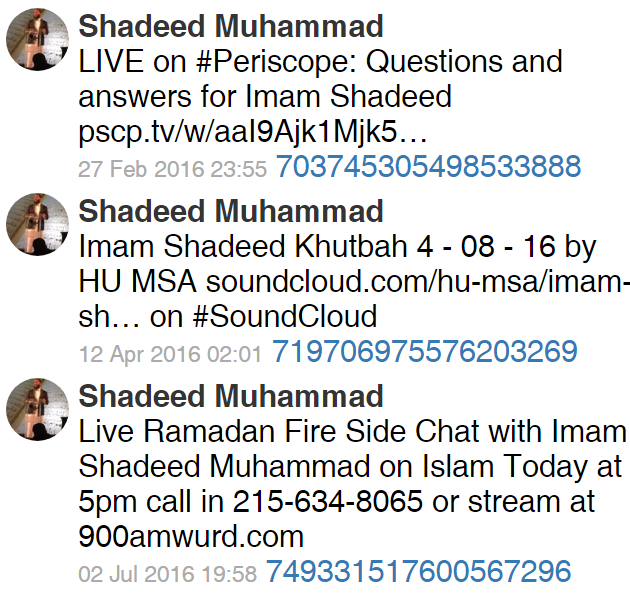 Shadeed Muhammad
LIVE on #Periscope: Questions and
answers for Imam Shadeed
pscp.tv/w/aaI9Ajk1Mjk5…
27 Feb 2016 23:55 703745305498533888
Shadeed Muhammad
Imam Shadeed Khutbah 4 - 08 - 16 by
HU MSA soundcloud.com/hu-msa/imam-
sh… on #SoundCloud
12 Apr 2016 02:01 719706975576203269
Shadeed Muhammad
Live Ramadan Fire Side Chat with Imam
Shadeed Muhammad on Islam Today at
5pm call in 215-634-8065 or stream at
900amwurd.com
02 Jul 2016 19:58 749331517600567296